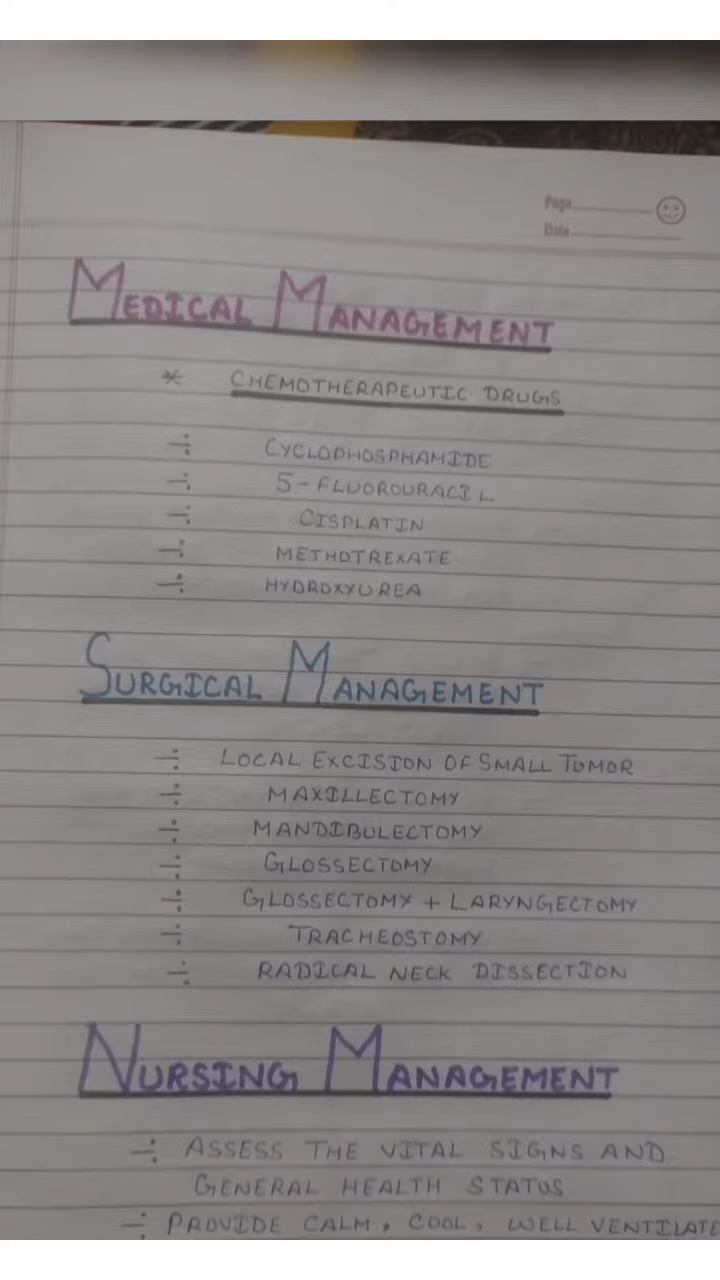 Page
Date
MEDICAL MANAGEMENT
* CHEMOTHERAPEUTIC DRUGS
÷ CYCLOPHOSPHAMIDE
÷ 5-FLUOROURACIL
÷ CISPLATIN
÷ METHOTREXATE
÷ HYDROXYUREA
SURGICAL MANAGEMENT
÷ LOCAL EXCISION OF SMALL TUMOR
÷ MAXILLECTOMY
÷ MANDIBULECTOMY
÷ GLOSSECTOMY
÷ GLOSSECTOMY + LARYNGECTOMY
÷ TRACHEOSTOMY
÷ RADICAL NECK DISSECTION
NURSING MANAGEMENT
÷ ASSESS THE VITAL SIGNS AND
GENERAL HEALTH STATUS
÷ PROVIDE CALM, COOL, WELL VENTILATE